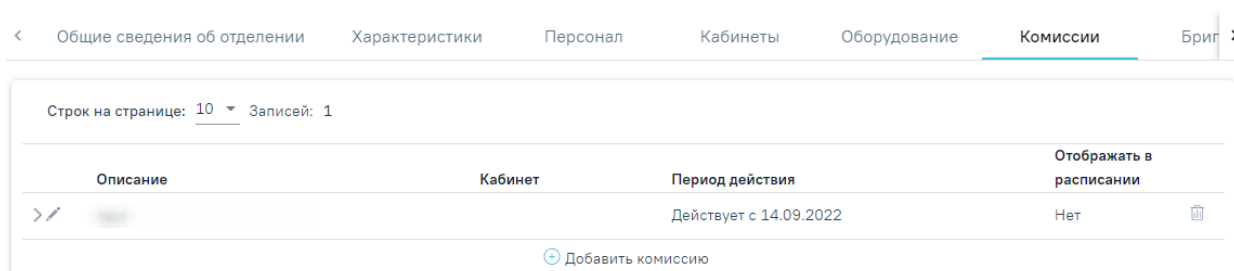 Общие сведения об отделении Характеристики Персонал Кабинеты Оборудование Комиссии Бриг
Строк на странице: 10 Записей: 1
Описание Кабинет Период действия Отображать в расписании
Действует с 14.09.2022 Нет
Добавить комиссию